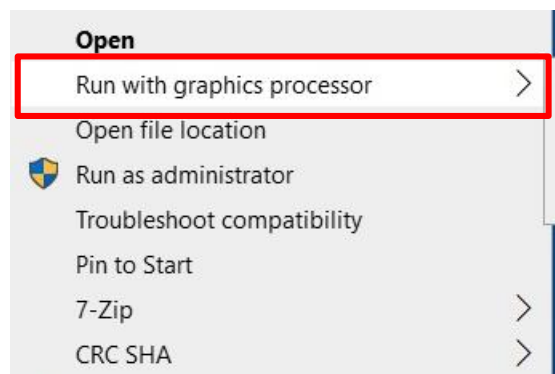 Open
Run with graphics processor
Open file location
Run as administrator
Troubleshoot compatibility
Pin to Start
7-Zip
CRC SHA